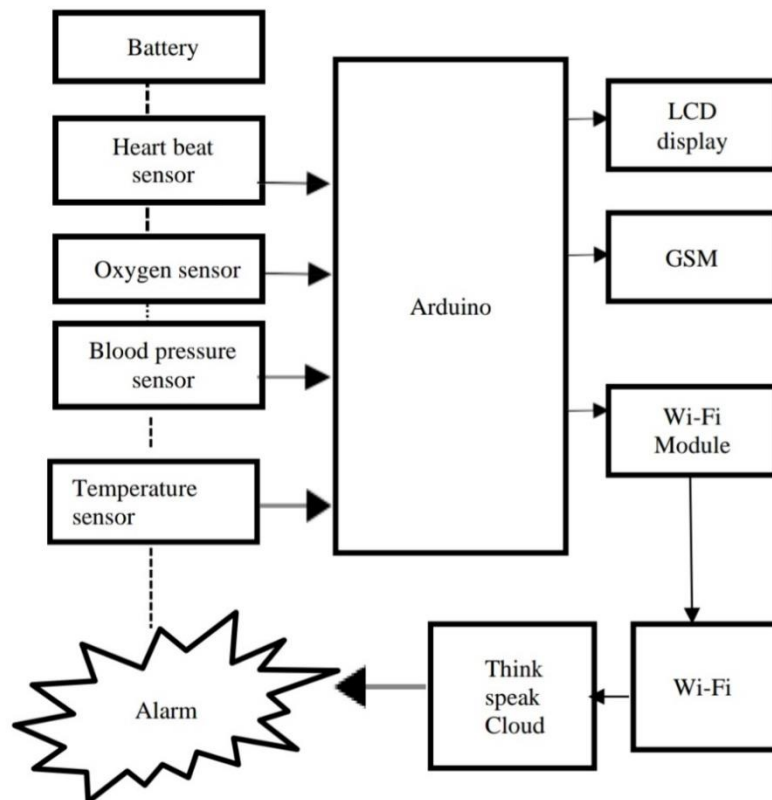 Battery
Heart beat
sensor
Oxygen sensor
Blood pressure
sensor
Temperature
sensor
Alarm
Arduino
LCD
display
GSM
Wi-Fi
Module
Wi-Fi
Think
speak
Cloud